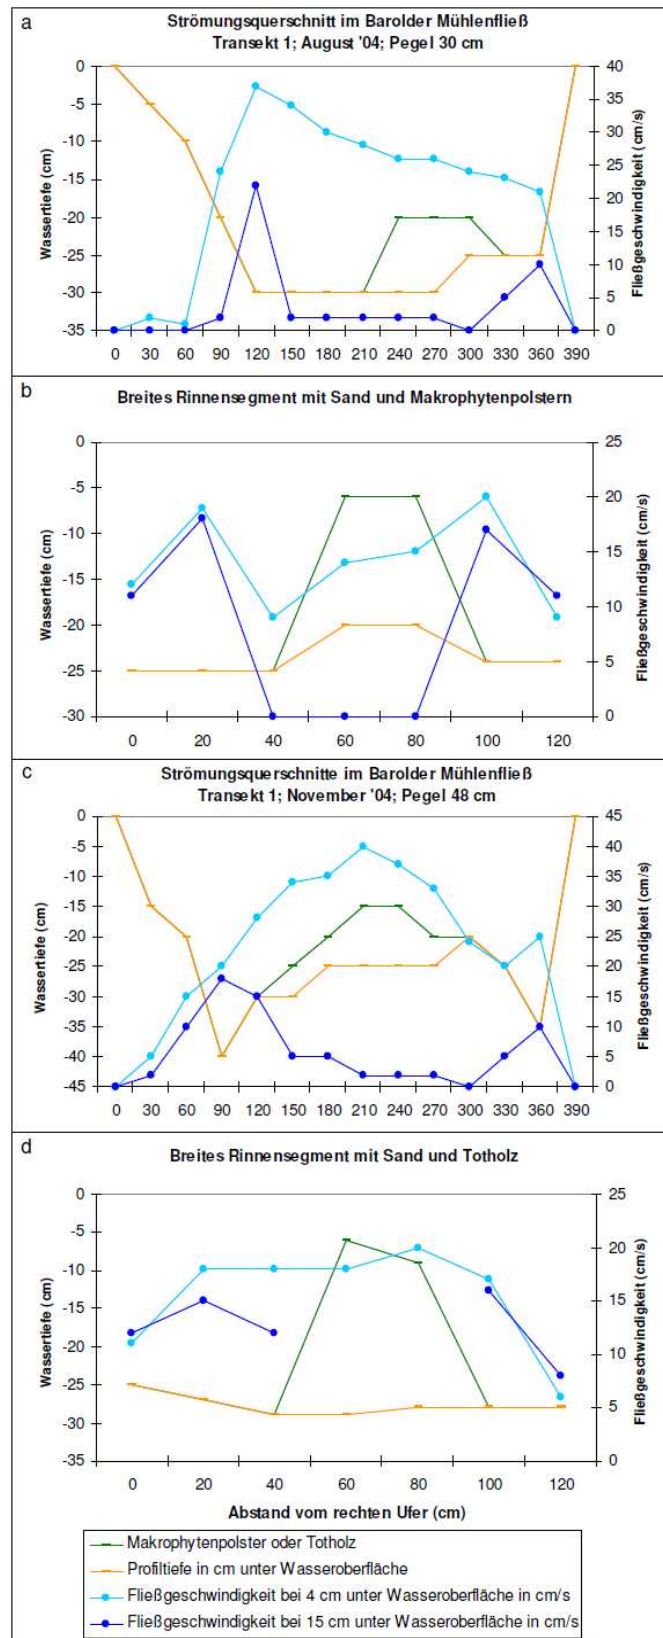 a
Strömungsquerschnitt im Barolder Mühlenfließ
Transekt 1; August '04; Pegel 30 cm
Wassertiefe (cm)
0
-5
-10
-15
-20
-25
-30
-35
40
35
30
25
20
15
10
5
0
Fließgeschwindigkeit (cm/s)
0 30 60 90 120 150 180 210 240 270 300 330 360 390
b
Breites Rinnensegment mit Sand und Makrophytenpolstern
Wassertiefe (cm)
0
-5
-10
-15
-20
-25
-30
25
20
15
10
5
0
Fließgeschwindigkeit (cm/s)
0 20 40 60 80 100 120
c
Strömungsquerschnitte im Barolder Mühlenfließ
Transekt 1; November '04; Pegel 48 cm
Wassertiefe (cm)
0
-5
-10
-15
-20
-25
-30
-35
-40
-45
45
40
35
30
25
20
15
10
5
0
Fließgeschwindigkeit (cm/s)
0 30 60 90 120 150 180 210 240 270 300 330 360 390
d
Breites Rinnensegment mit Sand und Totholz
Wassertiefe (cm)
0
-5
-10
-15
-20
-25
-30
-35
25
20
15
10
5
0
Fließgeschwindigkeit (cm/s)
0 20 40 60 80 100 120
Abstand vom rechten Ufer (cm)
Makrophytenpolster oder Totholz
Profiltiefe in cm unter Wasseroberfläche
Fließgeschwindigkeit bei 4 cm unter Wasseroberfläche in cm/s
Fließgeschwindigkeit bei 15 cm unter Wasseroberfläche in cm/s